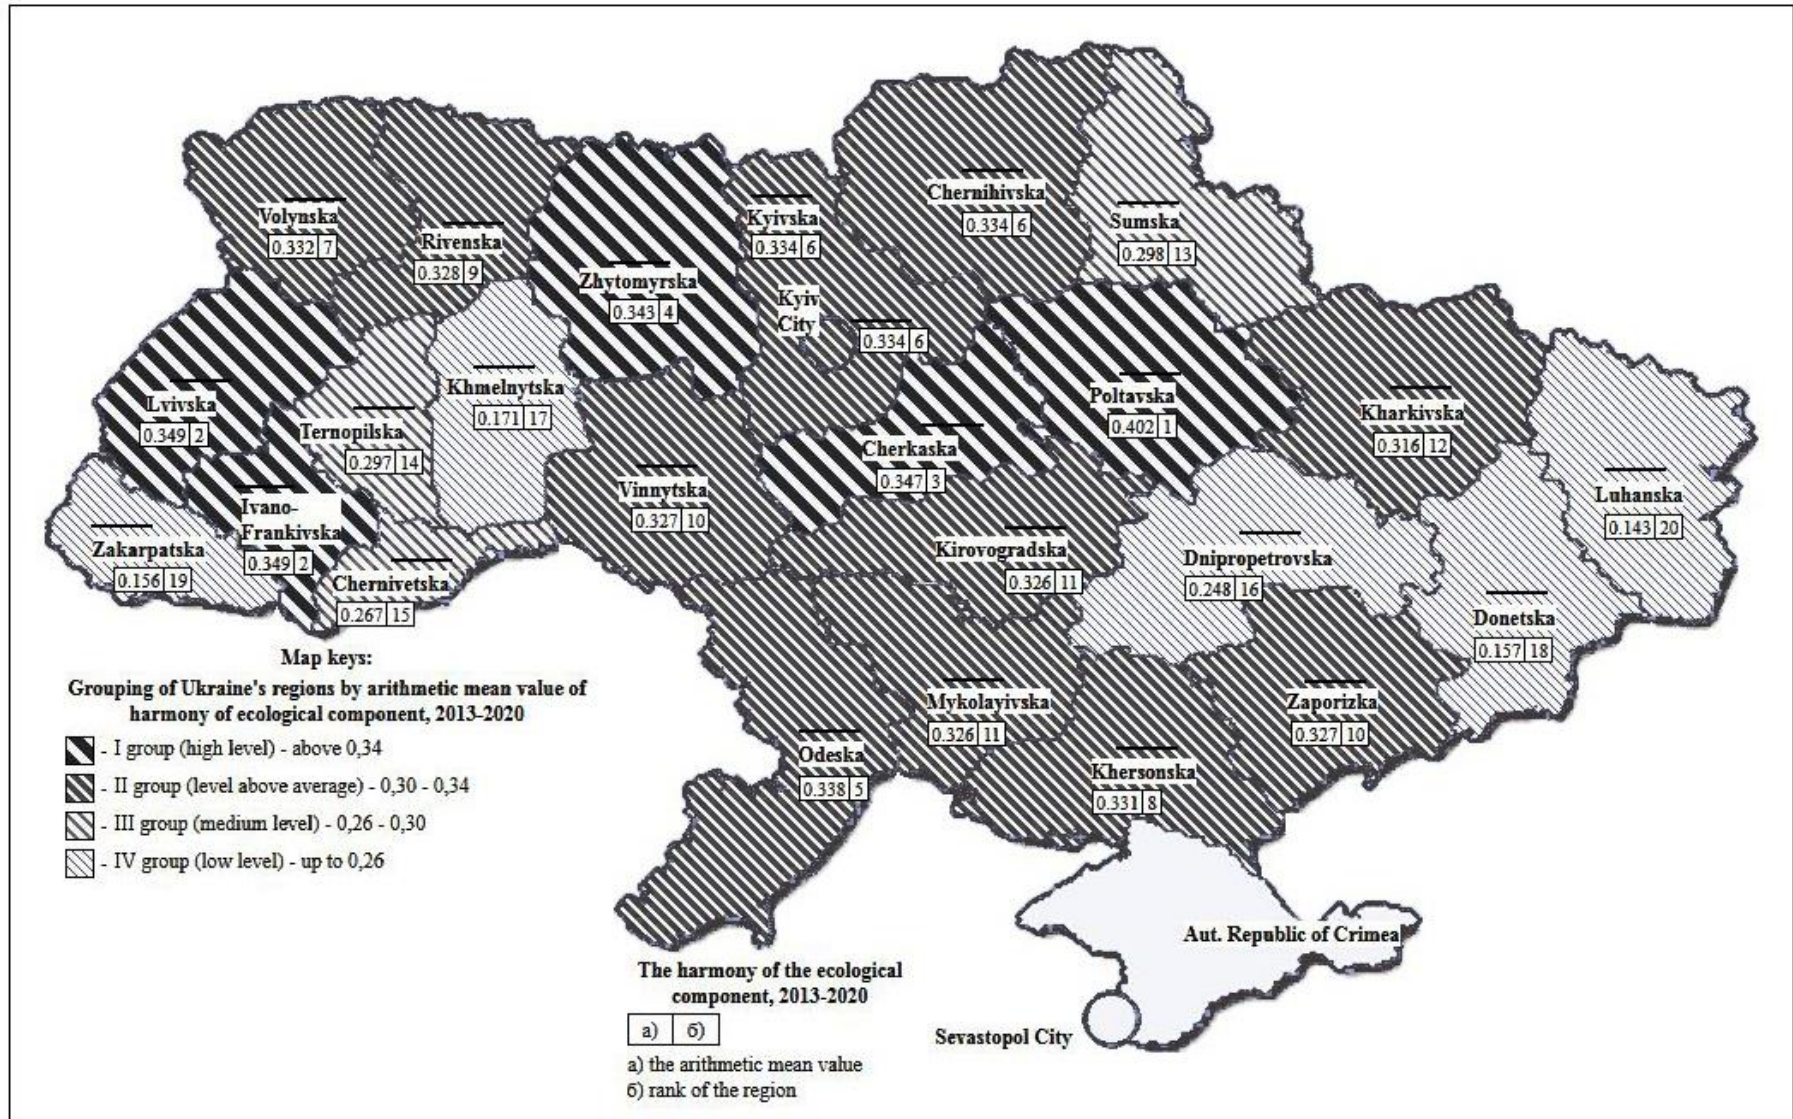 Chernihivska
0.334 6
Volynska
0.332 7
Rivenska
0.328 9
Kyivska
0.334 6
Sumska
0.298 13
Zhytomyrska
0.343 4
Kyiv
City
0.334 6
Lvivska
0.349 2
Ternopilska
0.297 14
Khmelnytska
0.171 17
Poltavska
0.402 1
Kharkivska
0.316 12
Cherkaska
0.347 3
Vinnytska
0.327 10
Luhanska
0.143 20
Ivano-
Frankivska
0.349 2
Zakarpatska
0.156 19
Chernivetska
0.267 15
Kirovogradska
0.326 11
Dnipropetrovska
0.248 16
Donetska
0.157 18
Mykolayivska
0.326 11
Zaporizka
0.327 10
Odeska
0.338 5
Khersonska
0.331 8
Aut. Republic of Crimea
Sevastopol City
Map keys:
Grouping of Ukraine's regions by arithmetic mean value of
harmony of ecological component, 2013-2020
- I group (high level) - above 0,34
- II group (level above average) - 0,30 - 0,34
- III group (medium level) - 0,26 - 0,30
- IV group (low level) - up to 0,26
The harmony of the ecological
component, 2013-2020
а) б)
а) the arithmetic mean value
б) rank of the region